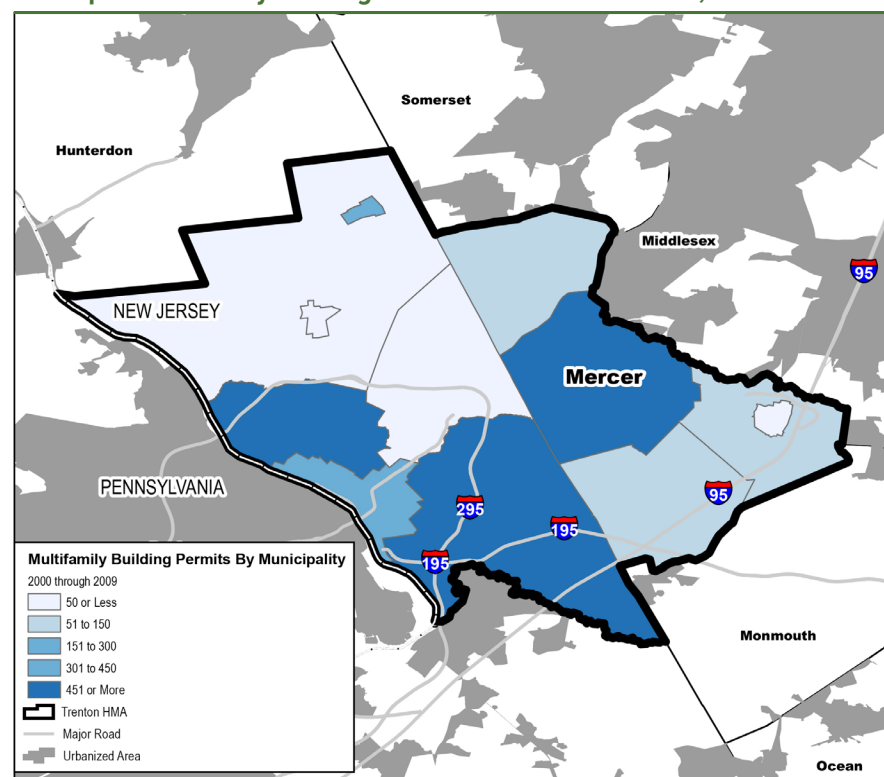 Somerset
Hunterdon
Middlesex
95
NEW JERSEY
Mercer
PENNSYLVANIA
95
295
195
195
Multifamily Building Permits By Municipality
2000 through 2009
50 or Less
51 to 150
151 to 300
301 to 450
451 or More
Trenton HMA
Major Road
Urbanized Area
Monmouth
Ocean